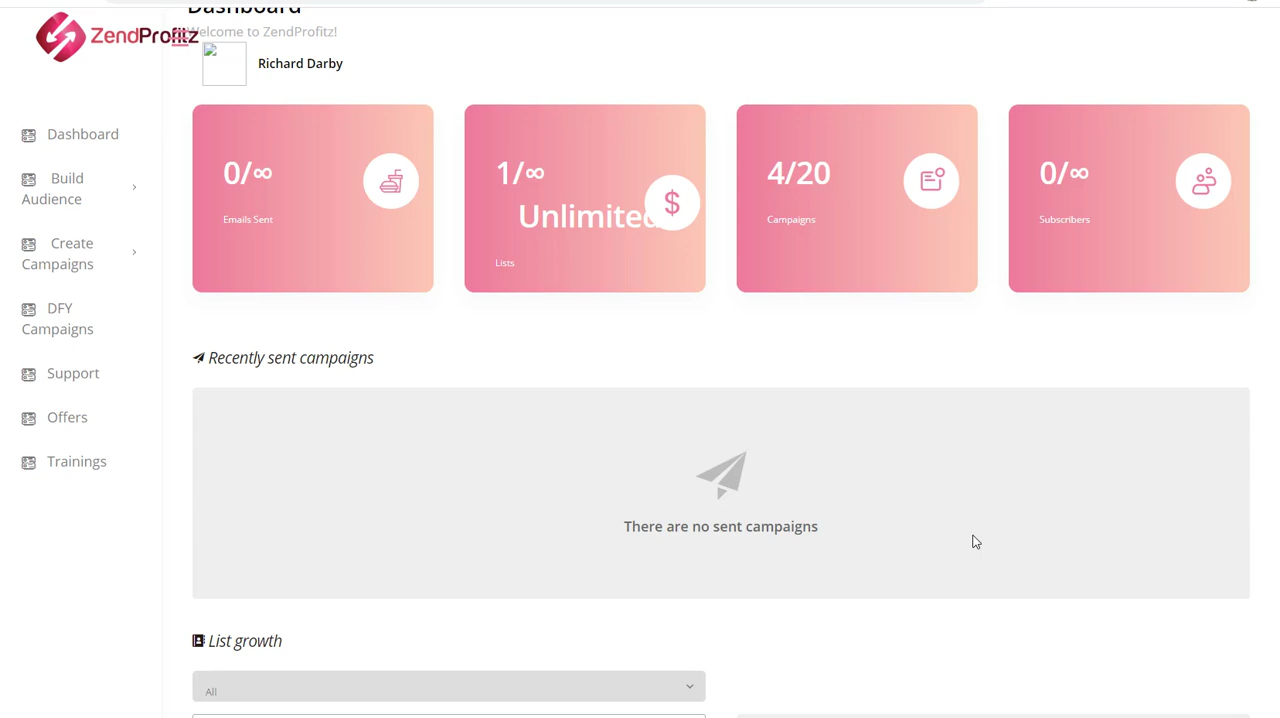 Dashboard
ZendProfitz
Welcome to ZendProfitz!
Richard Darby
Dashboard
Build
Audience
Create
Campaigns
DFY
Campaigns
Support
Offers
Trainings
0/∞
Emails Sent
1/∞
Unlimited
Lists
4/20
Campaigns
0/∞
Subscribers
Recently sent campaigns
There are no sent campaigns
List growth
All